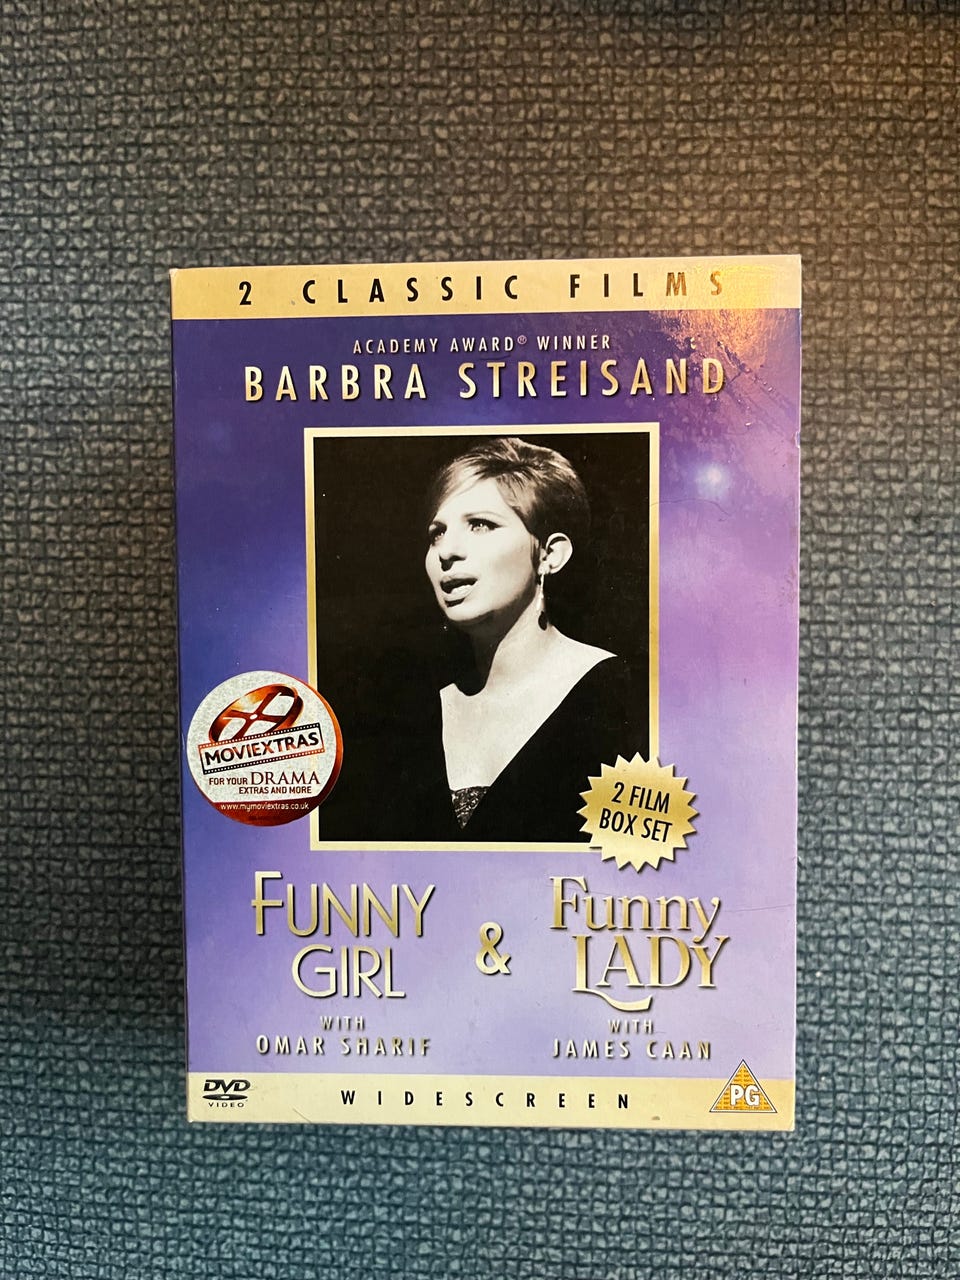 2 CLASSIC FILMS
ACADEMY AWARD® WINNER
BARBRA STREISAND
MOVIEXTRAS
FOR YOUR DRAMA
EXTRAS AND MORE
www.mymoviextras.co.uk
2 FILM
BOX SET
FUNNY
GIRL
&
Funny
LADY
WITH
OMAR SHARIF
WITH
JAMES CAAN
DVD
VIDEO
WIDESCREEN
PG